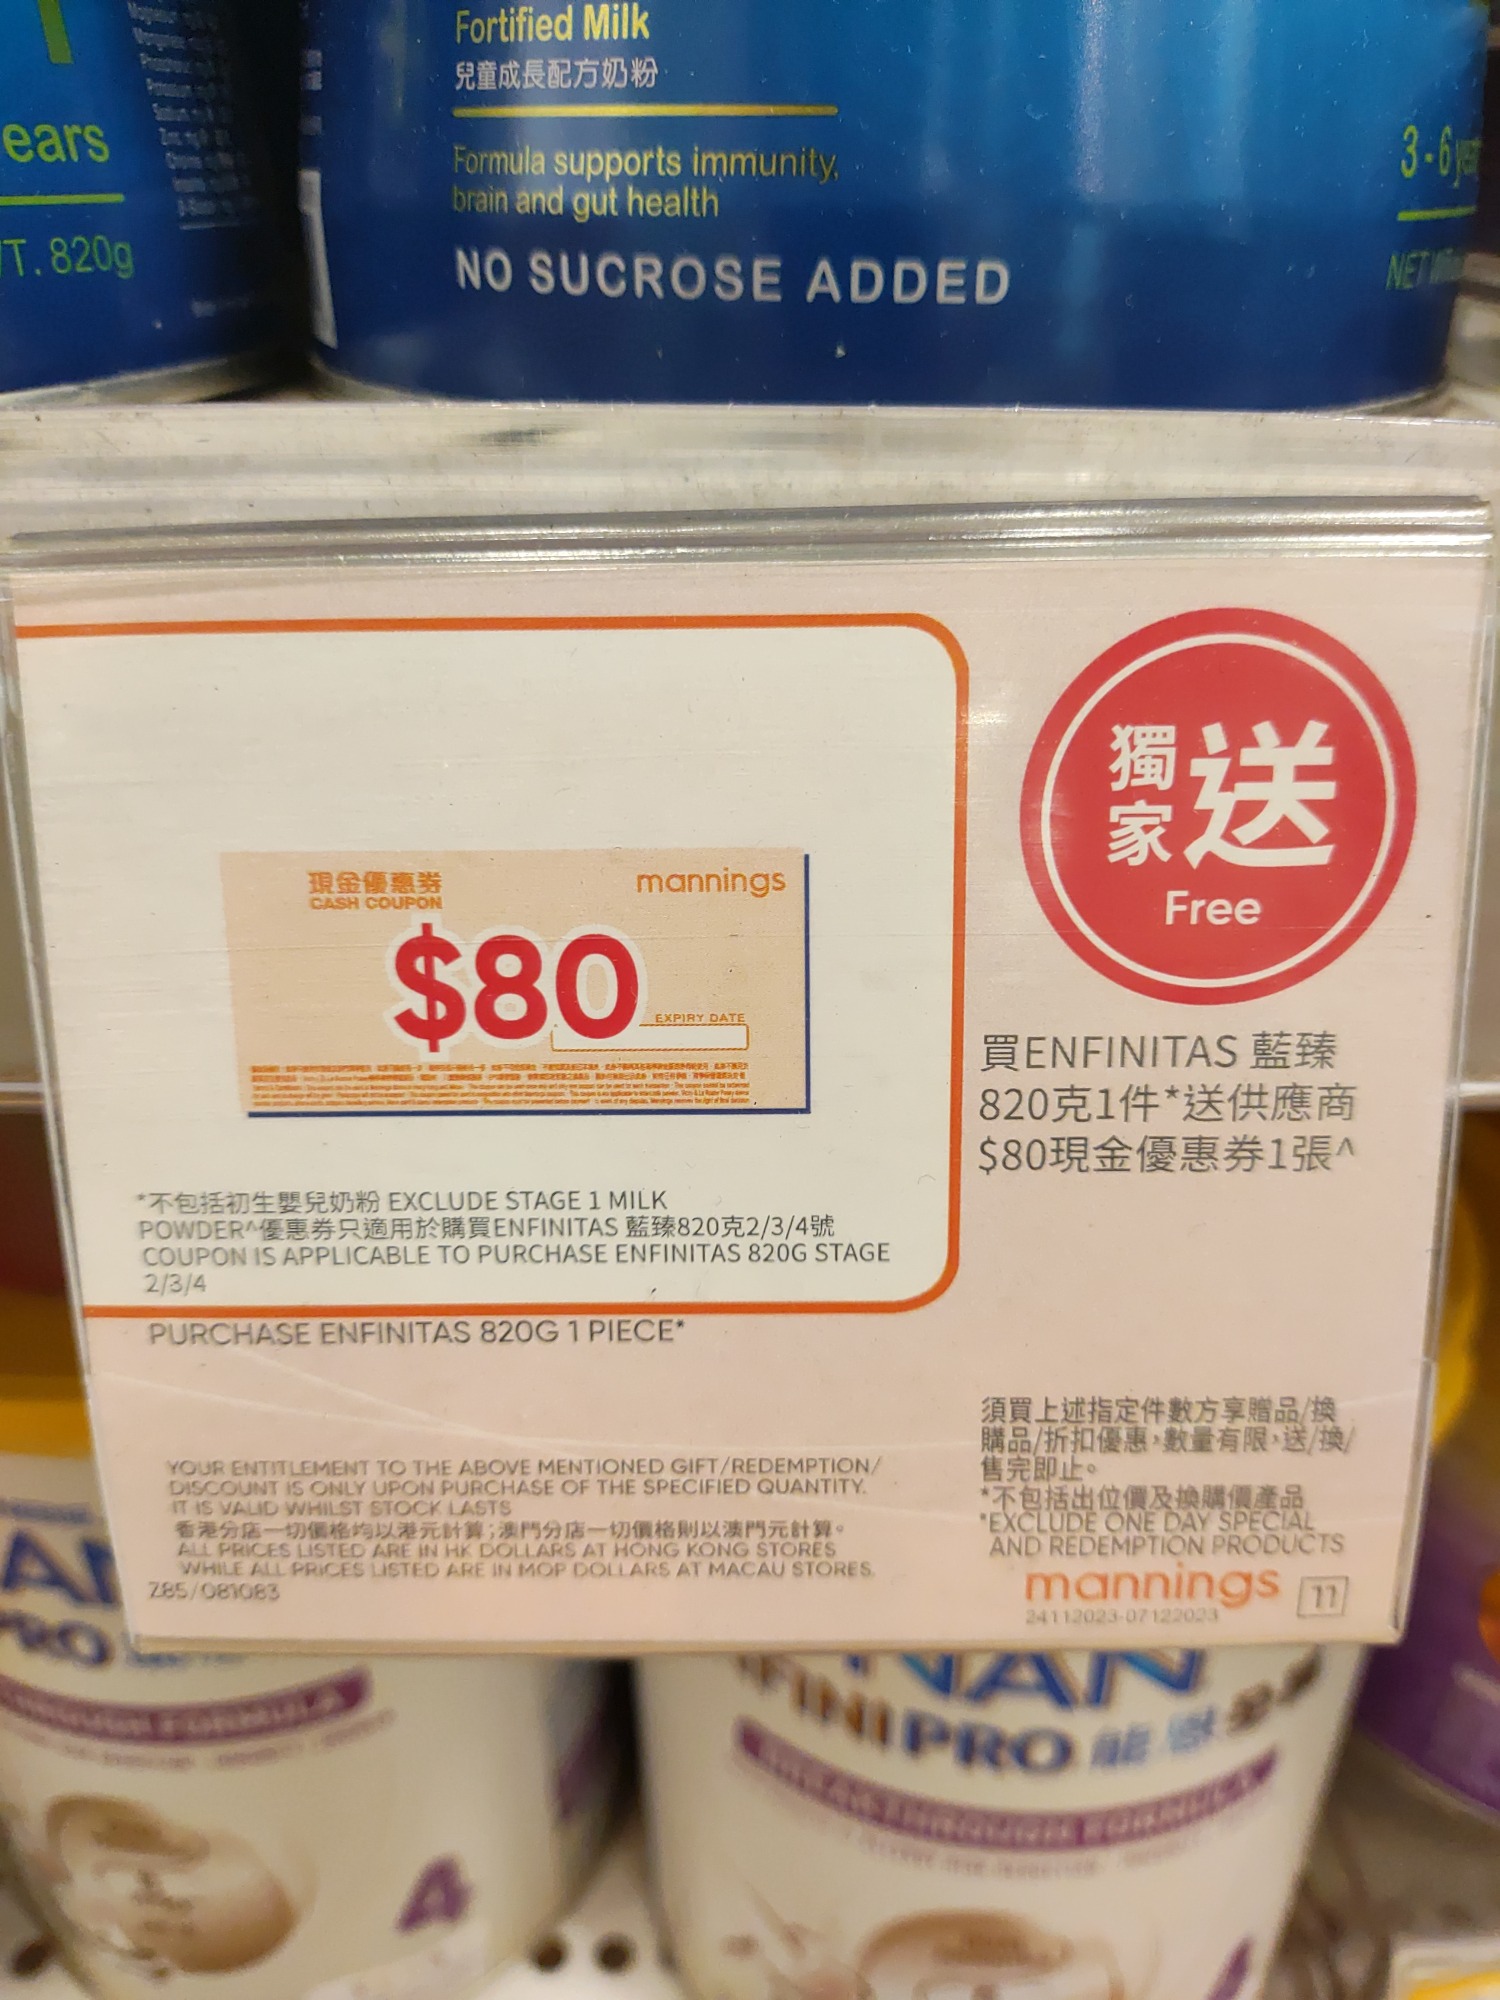 Fortified Milk
兒童成長配方奶粉
ears
Formula supports immunity,
brain and gut health
3-6
T. 820g
NO SUCROSE ADDED
NET
獨家送
Free
現金優惠券
CASH COUPON
mannings
$80
EXPIRY DATE
買ENFINITAS 藍臻
820克1件*送供應商
$80現金優惠券1張^
*不包括初生嬰兒奶粉 EXCLUDE STAGE 1 MILK
POWDER^優惠券只適用於購買ENFINITAS 藍臻820克2/3/4號
COUPON IS APPLICABLE TO PURCHASE ENFINITAS 820G STAGE
2/3/4
PURCHASE ENFINITAS 820G 1 PIECE*
須買上述指定件數方享贈品/換
購品/折扣優惠,數量有限,送/換/
售完即止。
*不包括出位價及換購價產品
*EXCLUDE ONE DAY SPECIAL
AND REDEMPTION PRODUCTS
YOUR ENTITLEMENT TO THE ABOVE MENTIONED GIFT/REDEMPTION/
DISCOUNT IS ONLY UPON PURCHASE OF THE SPECIFIED QUANTITY.
IT IS VALID WHILST STOCK LASTS
香港分店一切價格均以港元計算;澳門分店一切價格則以澳門元計算。
ALL PRICES LISTED ARE IN HK DOLLARS AT HONG KONG STORES
WHILE ALL PRICES LISTED ARE IN MOP DOLLARS AT MACAU STORES.
Z85/081083
mannings 11
24112023-07122023
NAN
FINIPRO 能恩
BREAKTHROUGH FORMULA
4